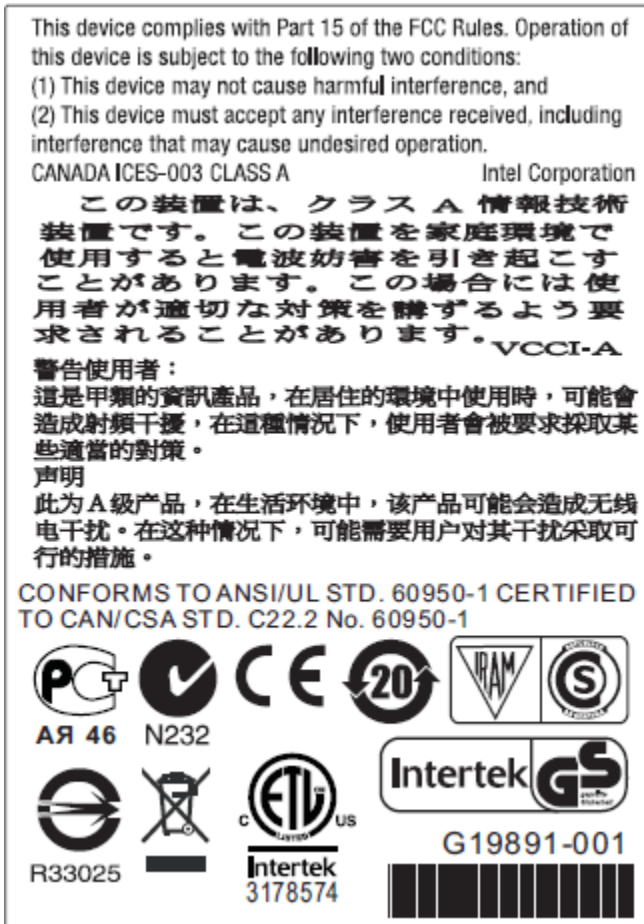 This device complies with Part 15 of the FCC Rules. Operation of
this device is subject to the following two conditions:
(1) This device may not cause harmful interference, and
(2) This device must accept any interference received, including
interference that may cause undesired operation.
CANADA ICES-003 CLASS A Intel Corporation
この装置は、クラス A 情報技術
装置です。この装置を家庭環境で
使用すると電波妨害を引き起こす
ことがあります。この場合には使
用者が適切な対策を講ずるよう要
求されることがあります。 VCCI-A
警告使用者：
這是甲類的資訊產品，在居住的環境中使用時，可能會
造成射頻干擾，在這種情況下，使用者會被要求採取某
些適當的對策。
声明
此为A级产品，在生活环境中，该产品可能会造成无线
电干扰。在这种情况下，可能需要用户对其干扰采取可
行的措施。
CONFORMS TO ANSI/UL STD. 60950-1 CERTIFIED
TO CAN/CSA STD. C22.2 No. 60950-1
PCT CE 20 IRAM S
АЯ 46 N232
C ETL US
LISTED
Intertek GS
R33025
Intertek
3178574
G19891-001